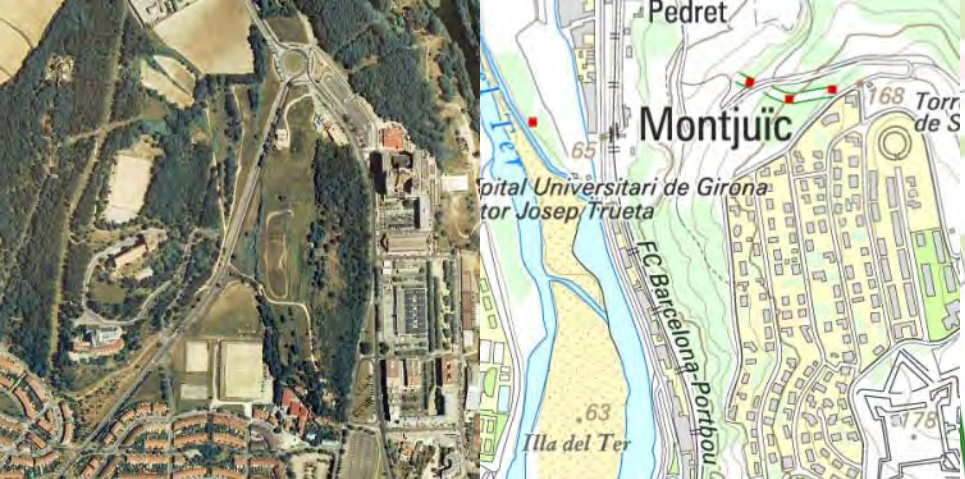 Pedret
168
Torre
de S
Montjuïc
l Ter
65
pital Universitari de Girona
tor Josep Trueta
FC Barcelona-Portbou
63
178
Illa del Ter